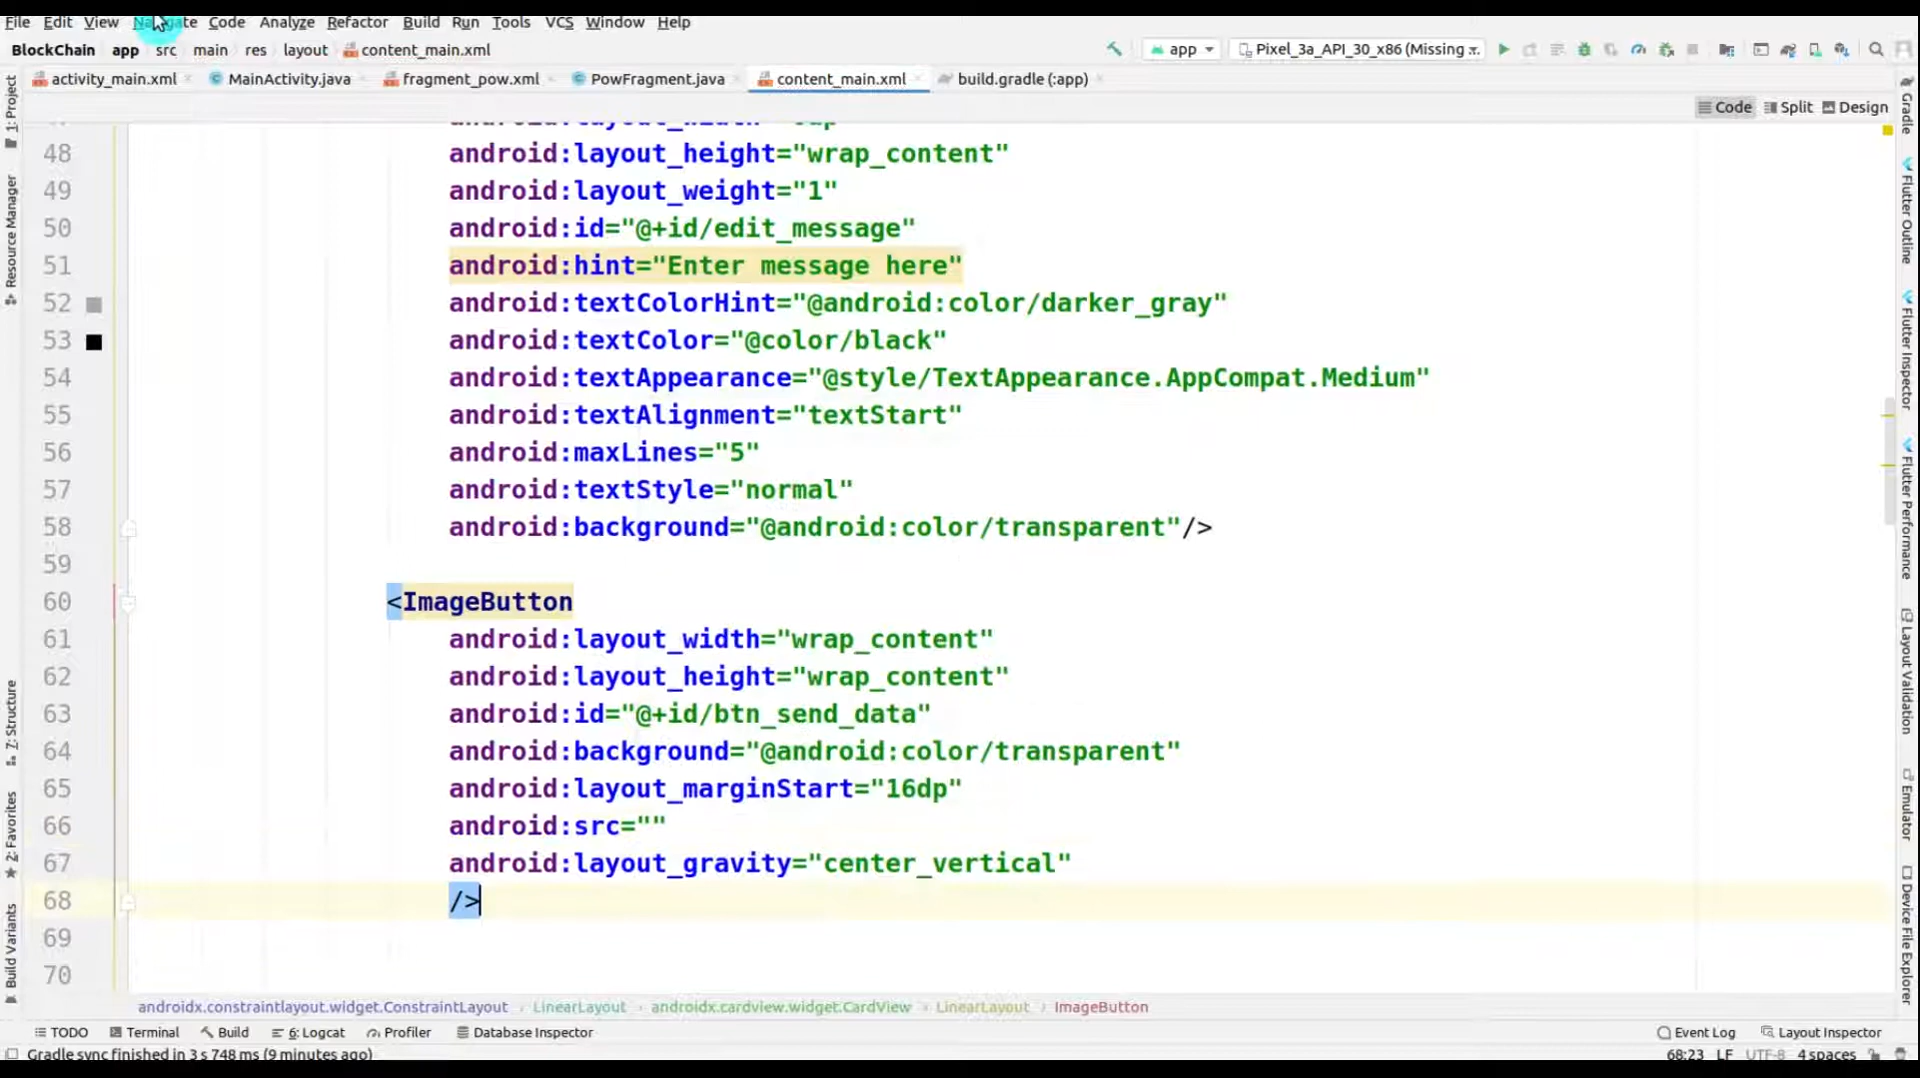 File Edit View Navigate Code Analyze Refactor Build Run Tools VCS Window Help
BlockChain app src main res layout content_main.xml app Pixel_3a_API_30_x86 (Missing
activity_main.xml MainActivity.java fragment_pow.xml PowFragment.java content_main.xml build.gradle (:app)
Code Split Design
48 android:layout_height="wrap_content"
49 android:layout_weight="1"
50 android:id="@+id/edit_message"
51 android:hint="Enter message here"
52 android:textColorHint="@android:color/darker_gray"
53 android:textColor="@color/black"
54 android:textAppearance="@style/TextAppearance.AppCompat.Medium"
55 android:textAlignment="textStart"
56 android:maxLines="5"
57 android:textStyle="normal"
58 android:background="@android:color/transparent"/>
59
60 <ImageButton
61 android:layout_width="wrap_content"
62 android:layout_height="wrap_content"
63 android:id="@+id/btn_send_data"
64 android:background="@android:color/transparent"
65 android:layout_marginStart="16dp"
66 android:src=""
67 android:layout_gravity="center_vertical"
68 />
69
70
androidx.constraintlayout.widget.ConstraintLayout LinearLayout androidx.cardview.widget.CardView LinearLayout ImageButton
TODO Terminal Build 6: Logcat Profiler Database Inspector Event Log Layout Inspector
Gradle sync finished in 3 s 748 ms (9 minutes ago) 68:23 LF UTF-8 4 spaces
1: Project
Resource Manager
7: Structure
2: Favorites
Build Variants
Gradle
Flutter Outline
Flutter Inspector
Flutter Performance
Layout Validation
Emulator
Device File Explorer